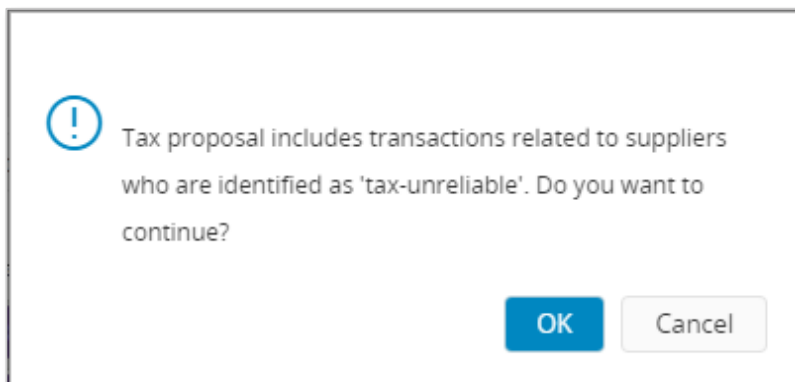 Tax proposal includes transactions related to suppliers
who are identified as 'tax-unreliable'. Do you want to
continue?
OK
Cancel